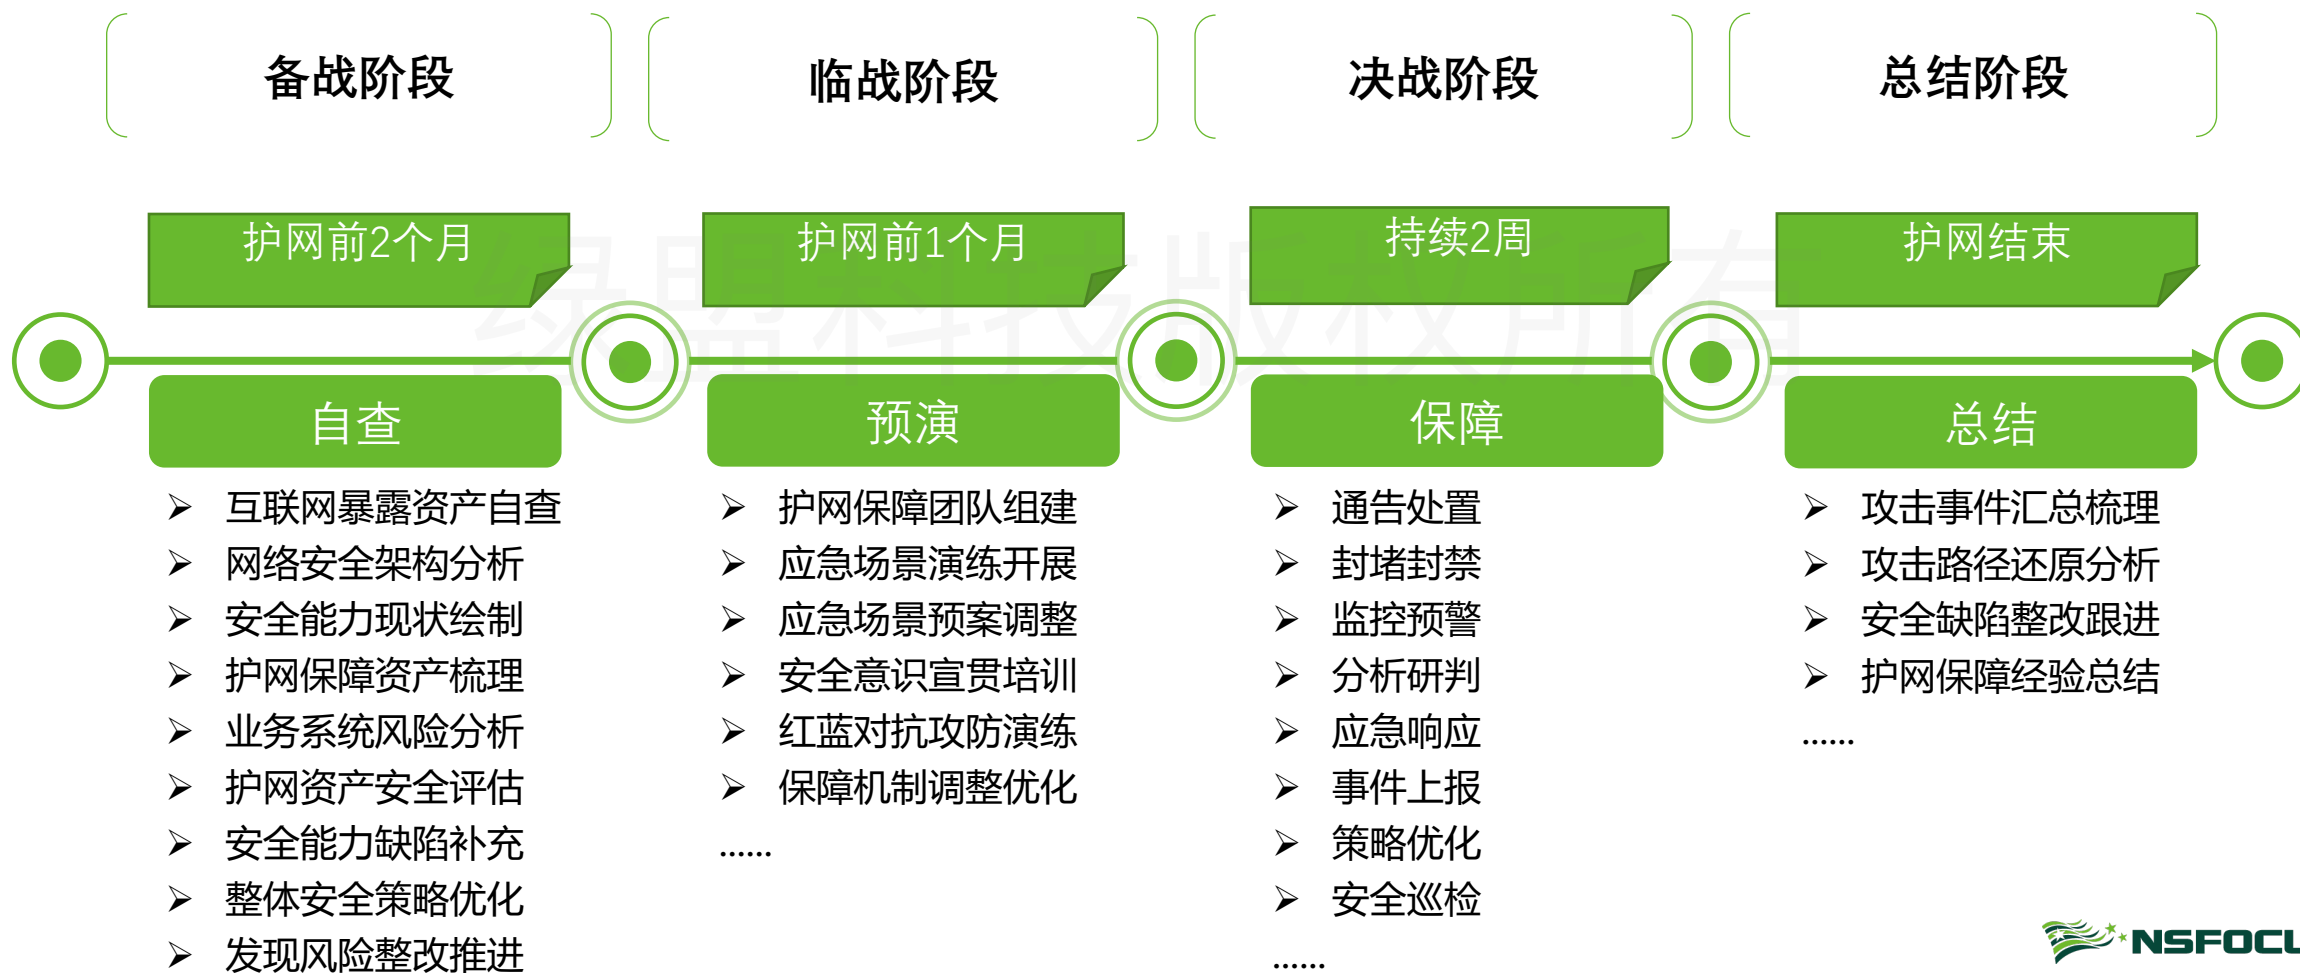 备战阶段
临战阶段
决战阶段
总结阶段
护网前2个月
护网前1个月
持续2周
护网结束
绿盟科技版权所有
自查
预演
保障
总结
互联网暴露资产自查
网络安全架构分析
安全能力现状绘制
护网保障资产梳理
业务系统风险分析
护网资产安全评估
安全能力缺陷补充
整体安全策略优化
发现风险整改推进
护网保障团队组建
应急场景演练开展
应急场景预案调整
安全意识宣贯培训
红蓝对抗攻防演练
保障机制调整优化
......
通告处置
封堵封禁
监控预警
分析研判
应急响应
事件上报
策略优化
安全巡检
......
攻击事件汇总梳理
攻击路径还原分析
安全缺陷整改跟进
护网保障经验总结
......
NSFOCU